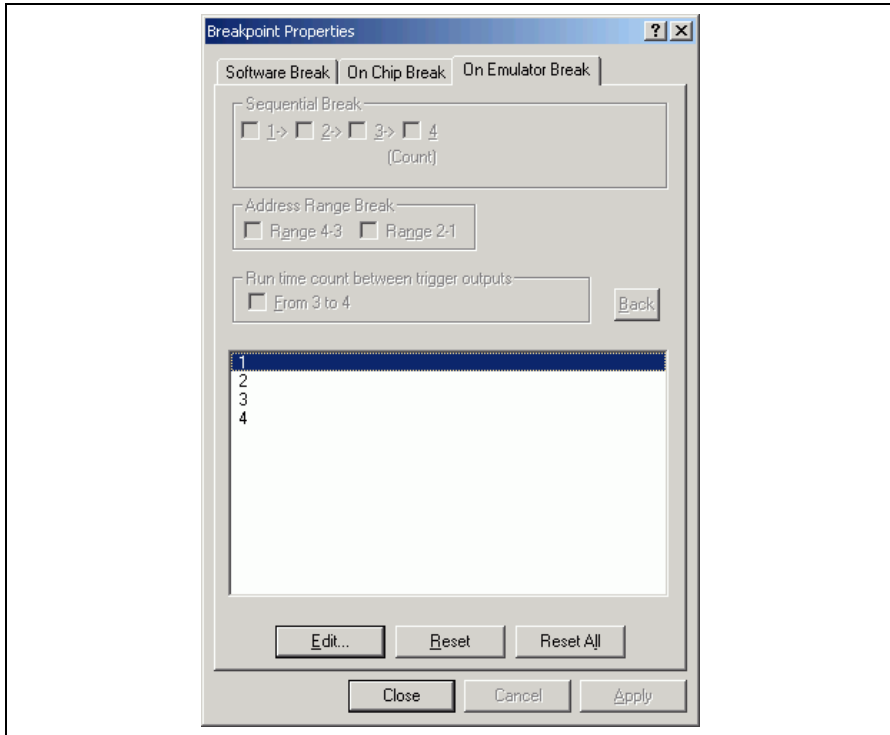 Breakpoint Properties
Software Break On Chip Break On Emulator Break
Sequential Break
1-> 2-> 3-> 4
(Count)
Address Range Break
Range 4-3 Range 2-1
Run time count between trigger outputs
From 3 to 4
Back
1
2
3
4
Edit... Reset Reset All
Close Cancel Apply